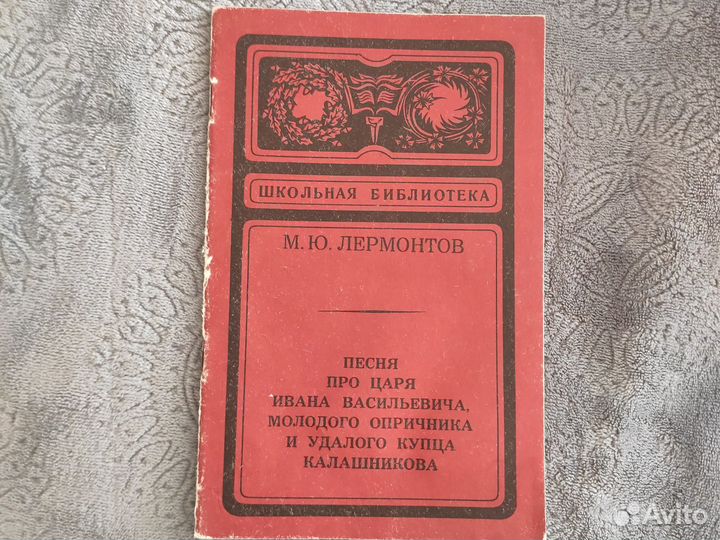 ШКОЛЬНАЯ БИБЛИОТЕКА
М. Ю. ЛЕРМОНТОВ
ПЕСНЯ
ПРО ЦАРЯ
ИВАНА ВАСИЛЬЕВИЧА,
МОЛОДОГО ОПРИЧНИКА
И УДАЛОГО КУПЦА
КАЛАШНИКОВА
Avito